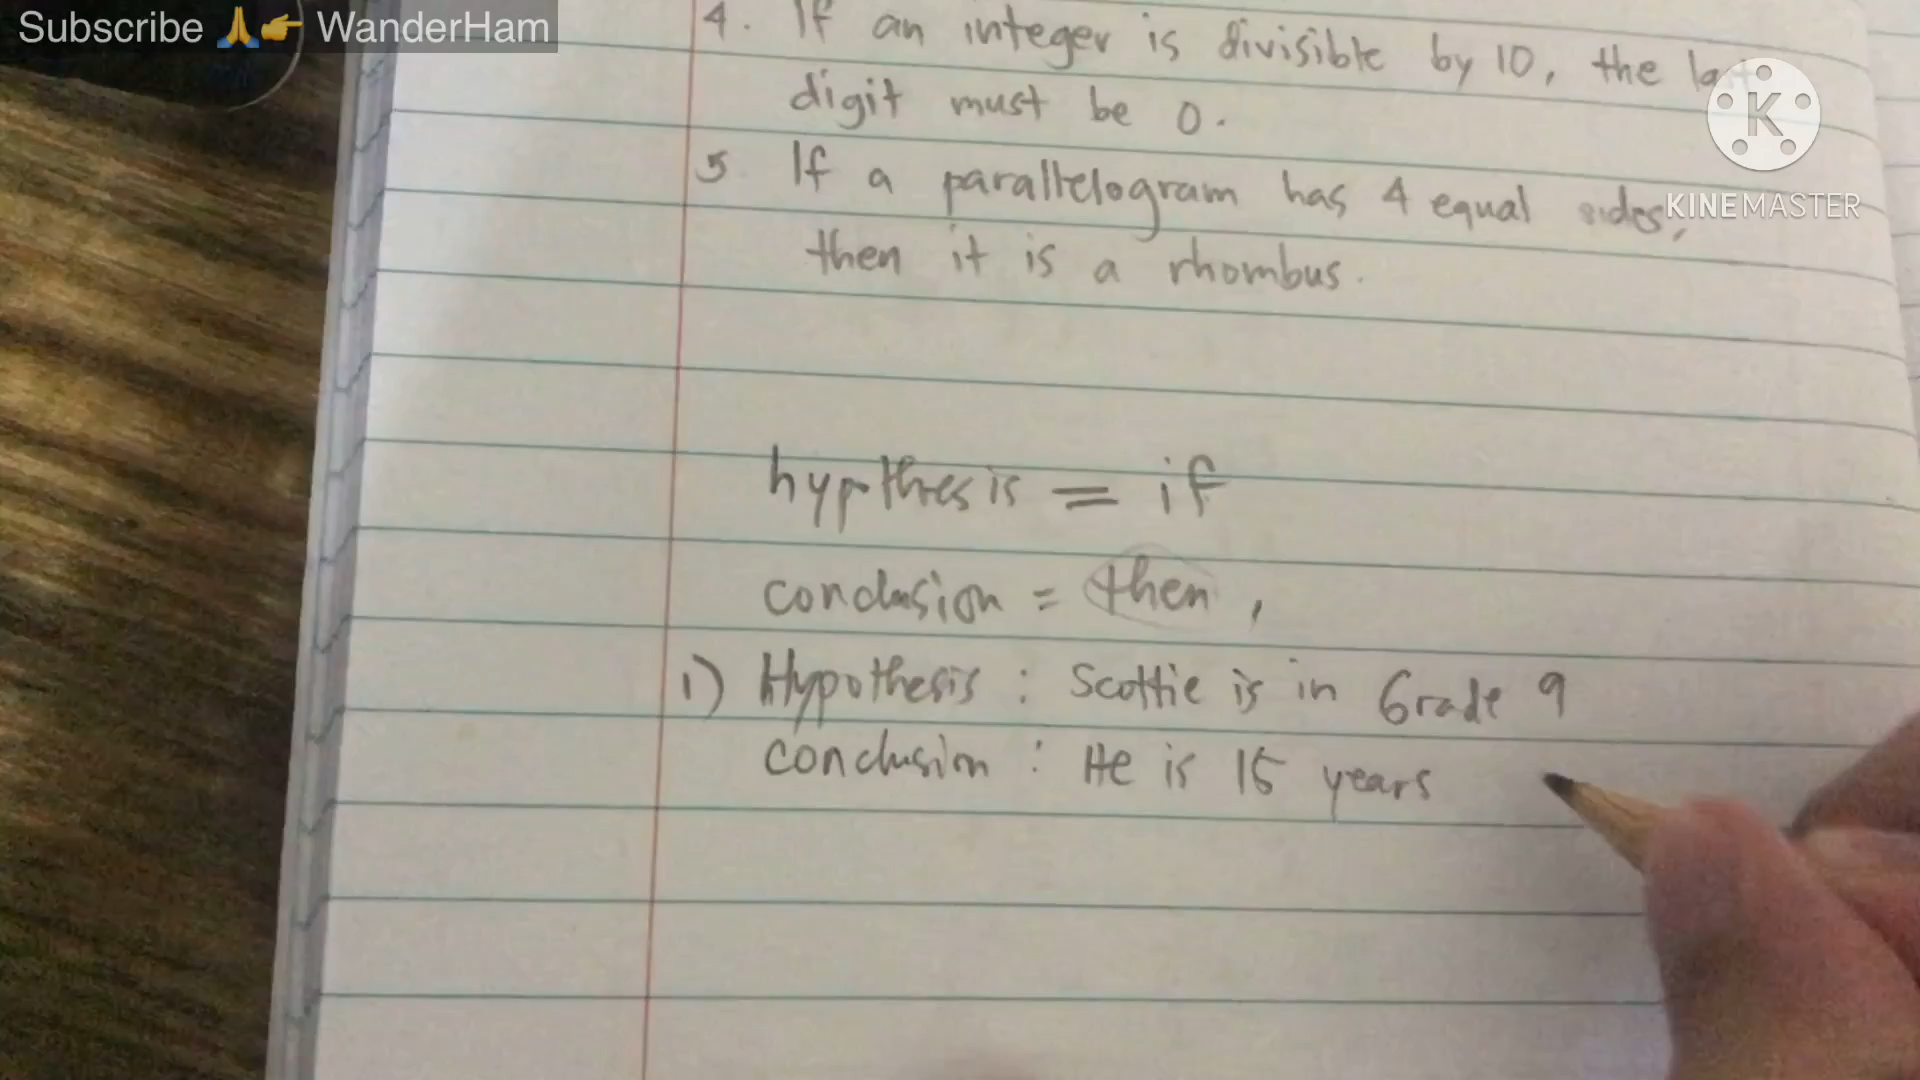 Subscribe 🙏👉 WanderHam
4. If an integer is divisible by 10, the last
digit must be 0.
K
KINEMASTER
5. If a parallelogram has 4 equal sides,
then it is a rhombus.
hypothesis = if
conclusion = then ,
1) Hypothesis : Scottie is in Grade 9
conclusion : He is 15 years